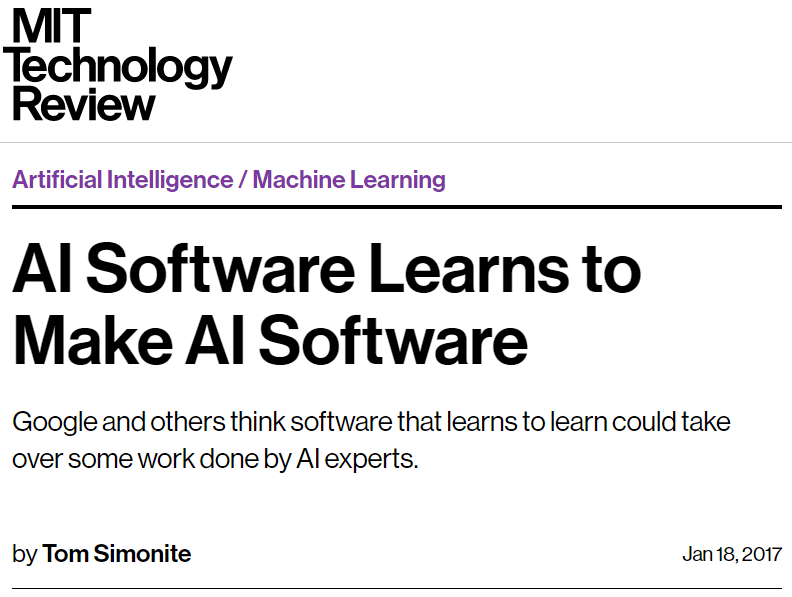 MIT
Technology
Review
Artificial Intelligence / Machine Learning
AI Software Learns to
Make AI Software
Google and others think software that learns to learn could take
over some work done by AI experts.
by Tom Simonite
Jan 18, 2017